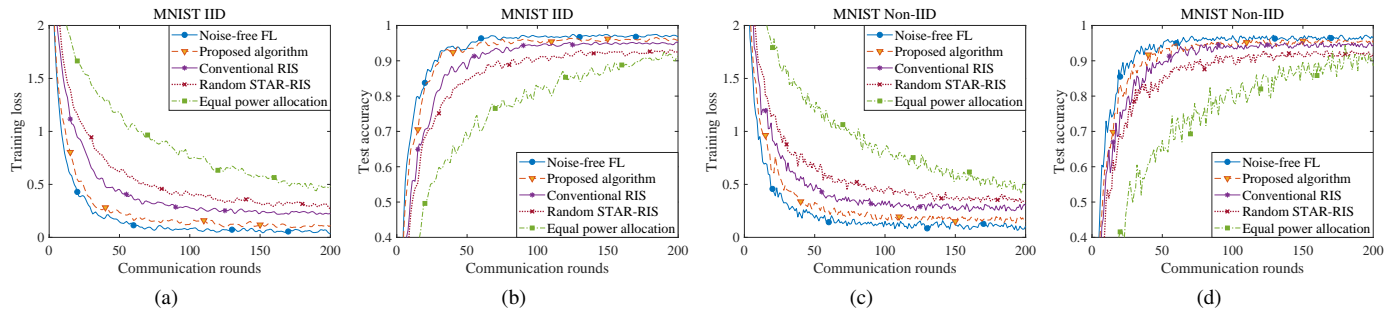 MNIST IID
Training loss
2
1.5
1
0.5
0
0
50
100
150
200
Communication rounds
Noise-free FL
Proposed algorithm
Conventional RIS
Random STAR-RIS
Equal power allocation
(a)
MNIST IID
Test accuracy
1
0.9
0.8
0.7
0.6
0.5
0.4
0
50
100
150
200
Communication rounds
Noise-free FL
Proposed algorithm
Conventional RIS
Random STAR-RIS
Equal power allocation
(b)
MNIST Non-IID
Training loss
2
1.5
1
0.5
0
0
50
100
150
200
Communication rounds
Noise-free FL
Proposed algorithm
Conventional RIS
Random STAR-RIS
Equal power allocation
(c)
MNIST Non-IID
Test accuracy
1
0.9
0.8
0.7
0.6
0.5
0.4
0
50
100
150
200
Communication rounds
Noise-free FL
Proposed algorithm
Conventional RIS
Random STAR-RIS
Equal power allocation
(d)